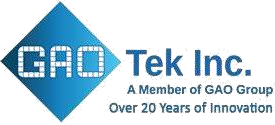 GAO Tek Inc.
A Member of GAO Group
Over 20 Years of Innovation